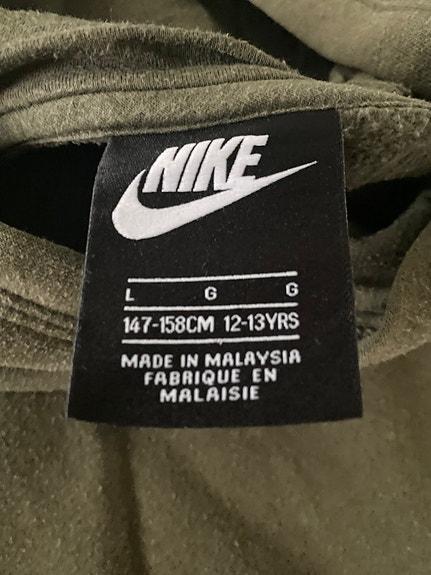 NIKE
L G G
147-158CM 12-13YRS
MADE IN MALAYSIA
FABRIQUE EN
MALAISIE